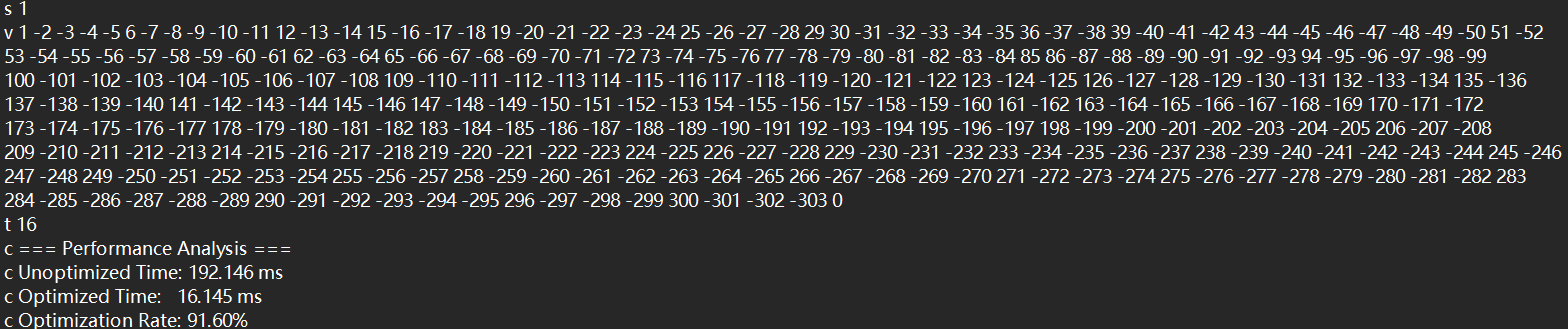 s 1
v 1 -2 -3 -4 -5 6 -7 -8 -9 -10 -11 12 -13 -14 15 -16 -17 -18 19 -20 -21 -22 -23 -24 25 -26 -27 -28 29 30 -31 -32 -33 -34 -35 36 -37 -38 39 -40 -41 -42 43 -44 -45 -46 -47 -48 -49 -50 51 -52
53 -54 -55 -56 -57 -58 -59 -60 -61 62 -63 -64 65 -66 -67 -68 -69 -70 -71 -72 73 -74 -75 -76 77 -78 -79 -80 -81 -82 -83 -84 85 86 -87 -88 -89 -90 -91 -92 -93 94 -95 -96 -97 -98 -99
100 -101 -102 -103 -104 -105 -106 -107 -108 109 -110 -111 -112 -113 114 -115 -116 117 -118 -119 -120 -121 -122 123 -124 -125 126 -127 -128 -129 -130 -131 132 -133 -134 135 -136
137 -138 -139 -140 141 -142 -143 -144 145 -146 147 -148 -149 -150 -151 -152 -153 154 -155 -156 -157 -158 -159 -160 161 -162 163 -164 -165 -166 -167 -168 -169 170 -171 -172
173 -174 -175 -176 -177 178 -179 -180 -181 -182 183 -184 -185 -186 -187 -188 -189 -190 -191 192 -193 -194 195 -196 -197 198 -199 -200 -201 -202 -203 -204 -205 206 -207 -208
209 -210 -211 -212 -213 214 -215 -216 -217 -218 219 -220 -221 -222 -223 224 -225 226 -227 -228 229 -230 -231 -232 233 -234 -235 -236 -237 238 -239 -240 -241 -242 -243 -244 245 -246
247 -248 249 -250 -251 -252 -253 -254 255 -256 -257 258 -259 -260 -261 -262 -263 -264 -265 266 -267 -268 -269 -270 271 -272 -273 -274 275 -276 -277 -278 -279 -280 -281 -282 283
284 -285 -286 -287 -288 -289 290 -291 -292 -293 -294 -295 296 -297 -298 -299 300 -301 -302 -303 0
t 16
c === Performance Analysis ===
c Unoptimized Time: 192.146 ms
c Optimized Time:   16.145 ms
c Optimization Rate: 91.60%